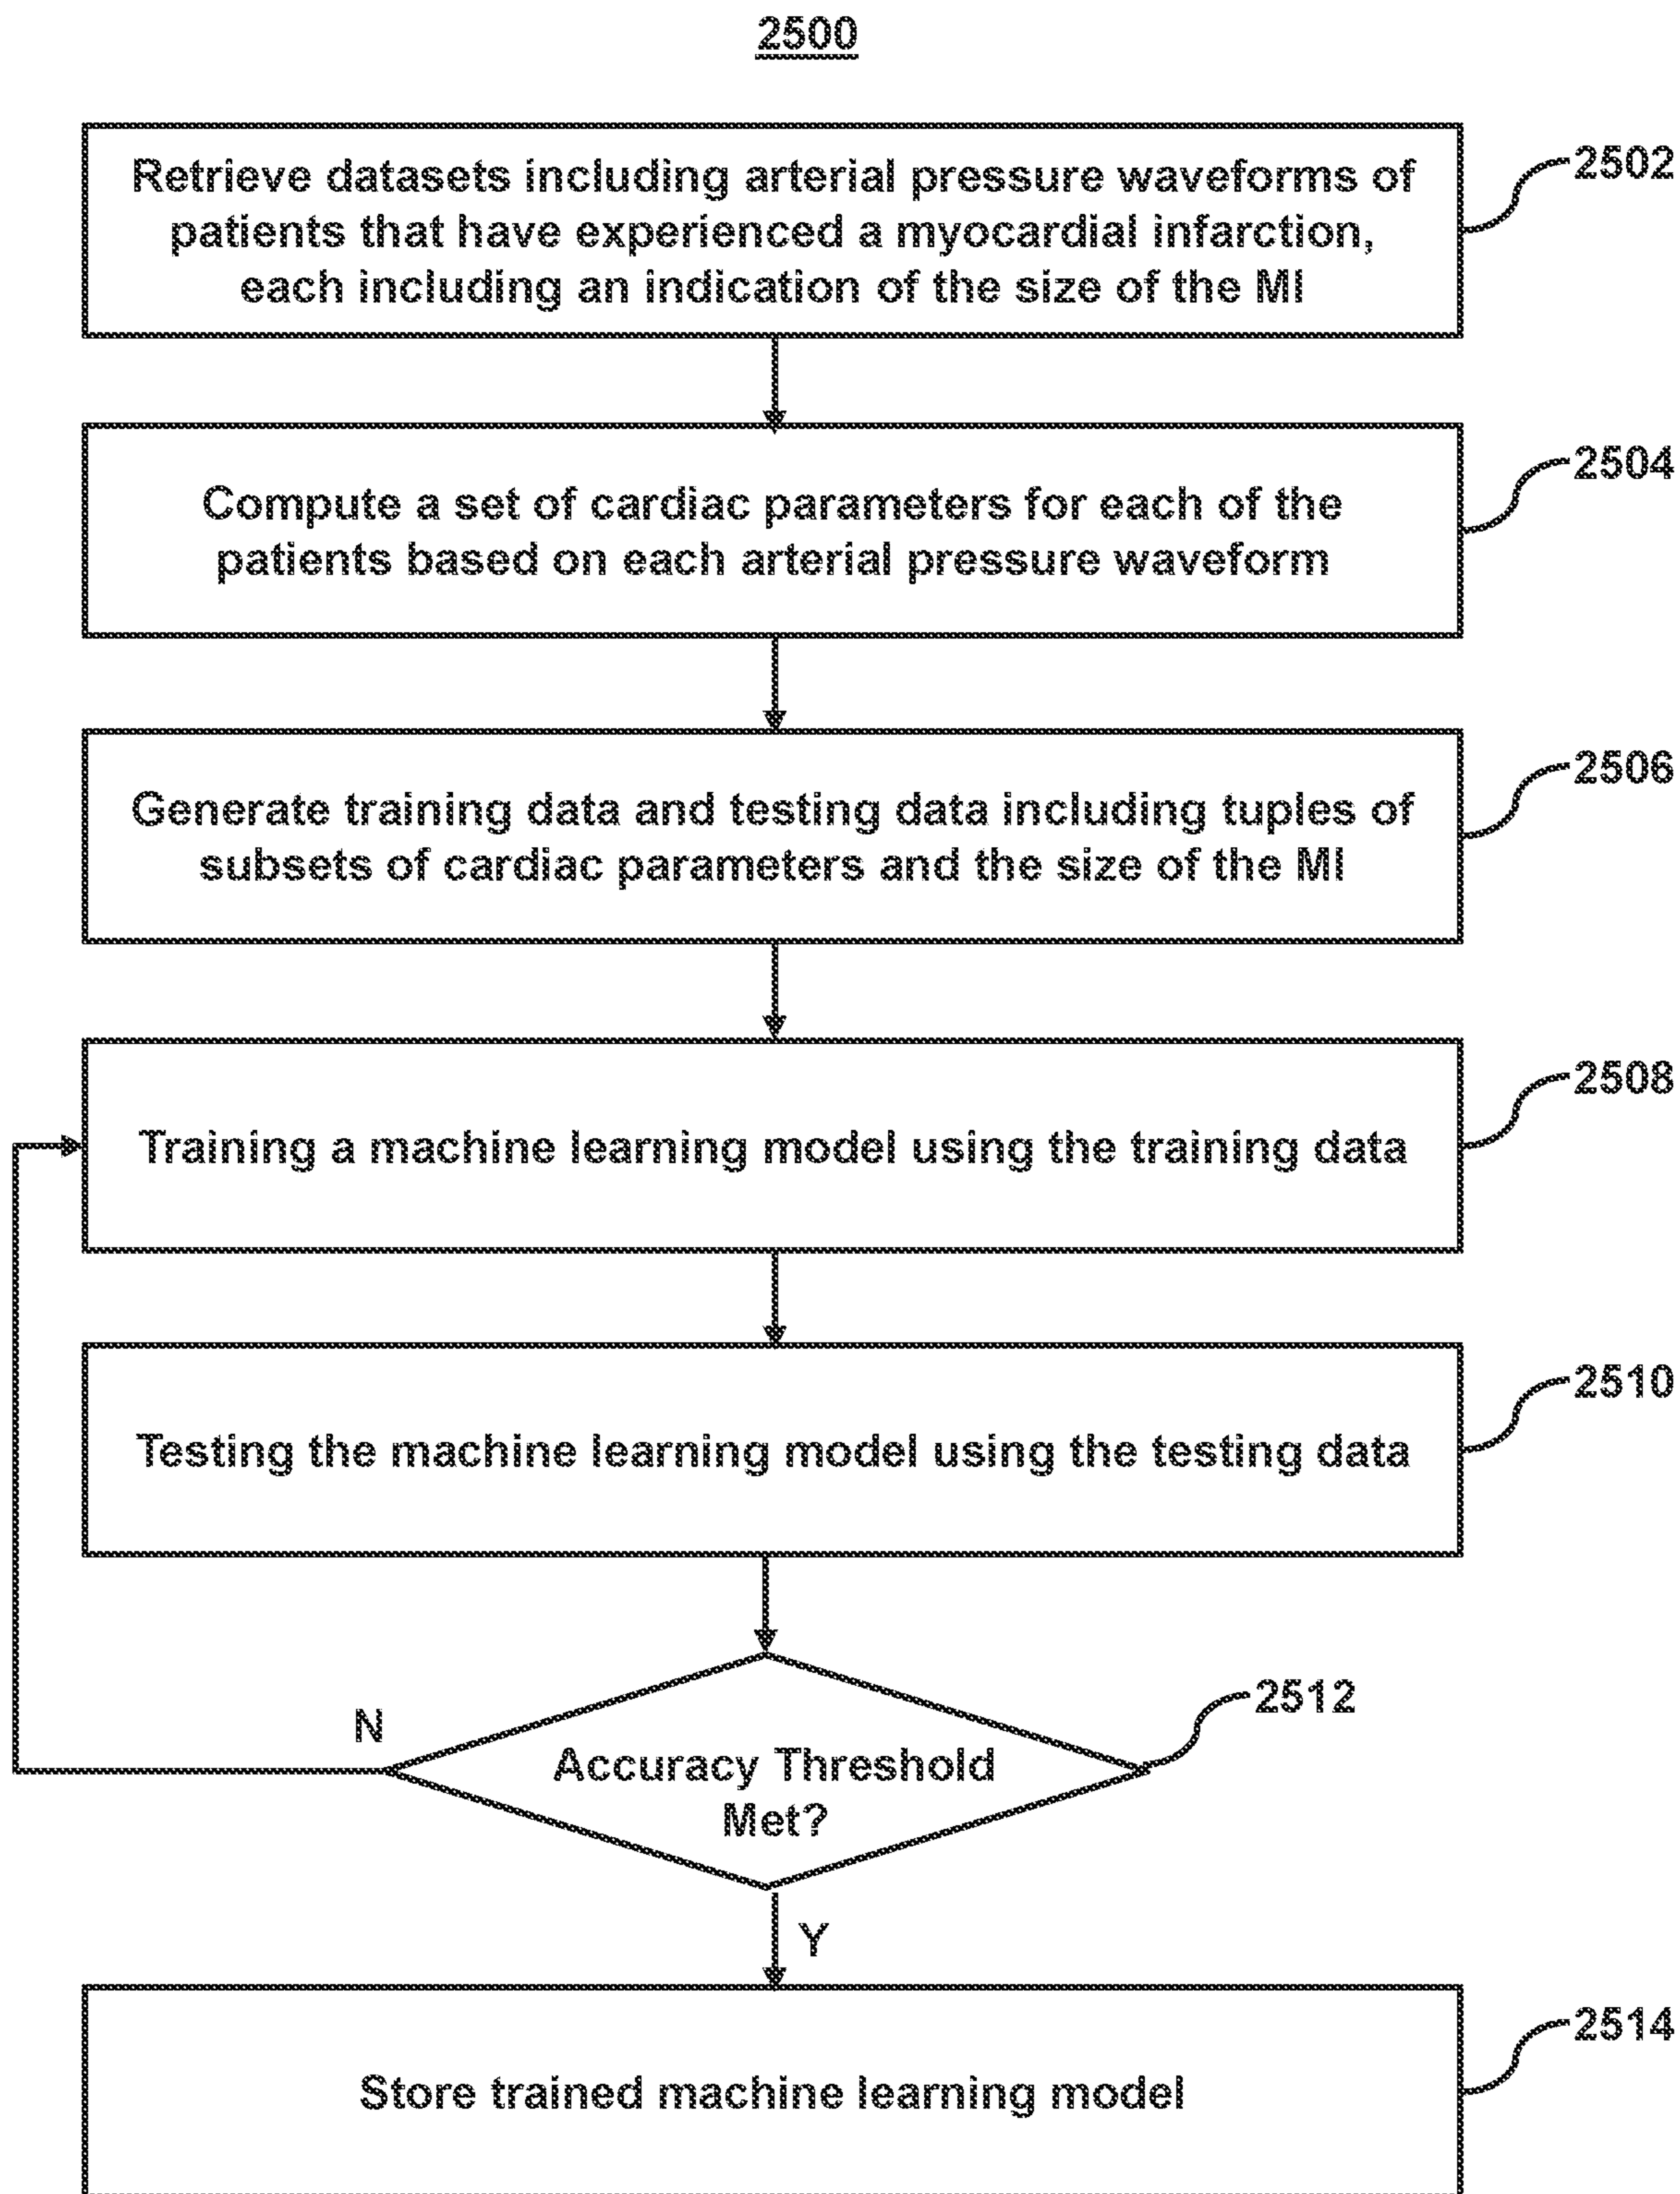 2500
Retrieve datasets including arterial pressure waveforms of
patients that have experienced a myocardial infarction,
each including an indication of the size of the MI
2502
Compute a set of cardiac parameters for each of the
patients based on each arterial pressure waveform
2504
Generate training data and testing data including tuples of
subsets of cardiac parameters and the size of the MI
2506
Training a machine learning model using the training data
2508
Testing the machine learning model using the testing data
2510
N
Accuracy Threshold
Met?
2512
Y
Store trained machine learning model
2514